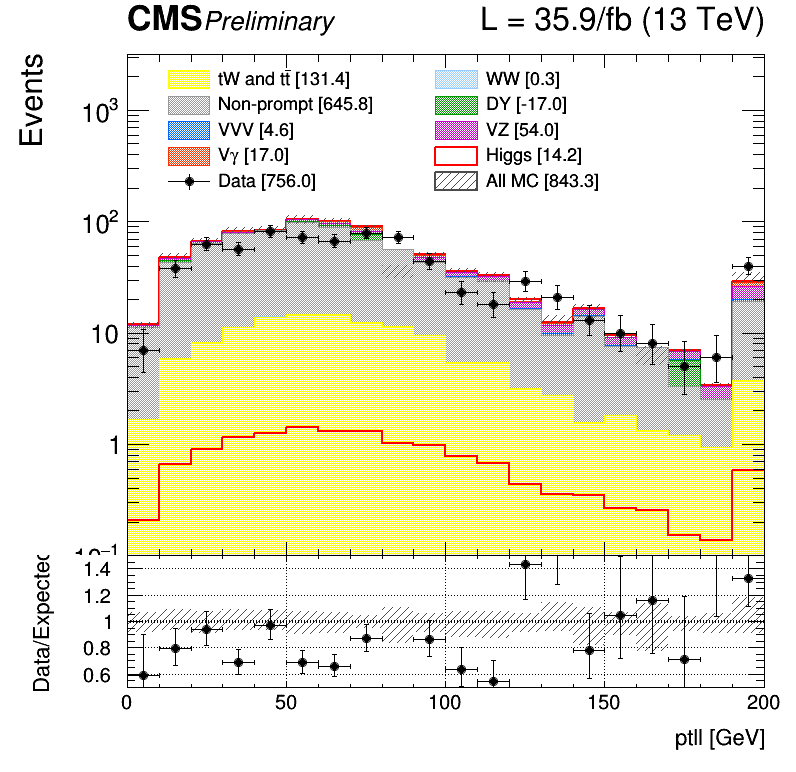 CMS Preliminary L = 35.9/fb (13 TeV)
Events
tW and tt̄ [131.4]
WW [0.3]
Non-prompt [645.8]
DY [-17.0]
VVV [4.6]
VZ [54.0]
Vγ [17.0]
Higgs [14.2]
Data [756.0]
All MC [843.3]
10³
10²
10
1
10⁻¹
Data/Expected
1.4
1.2
1
0.8
0.6
0 50 100 150 200
ptll [GeV]